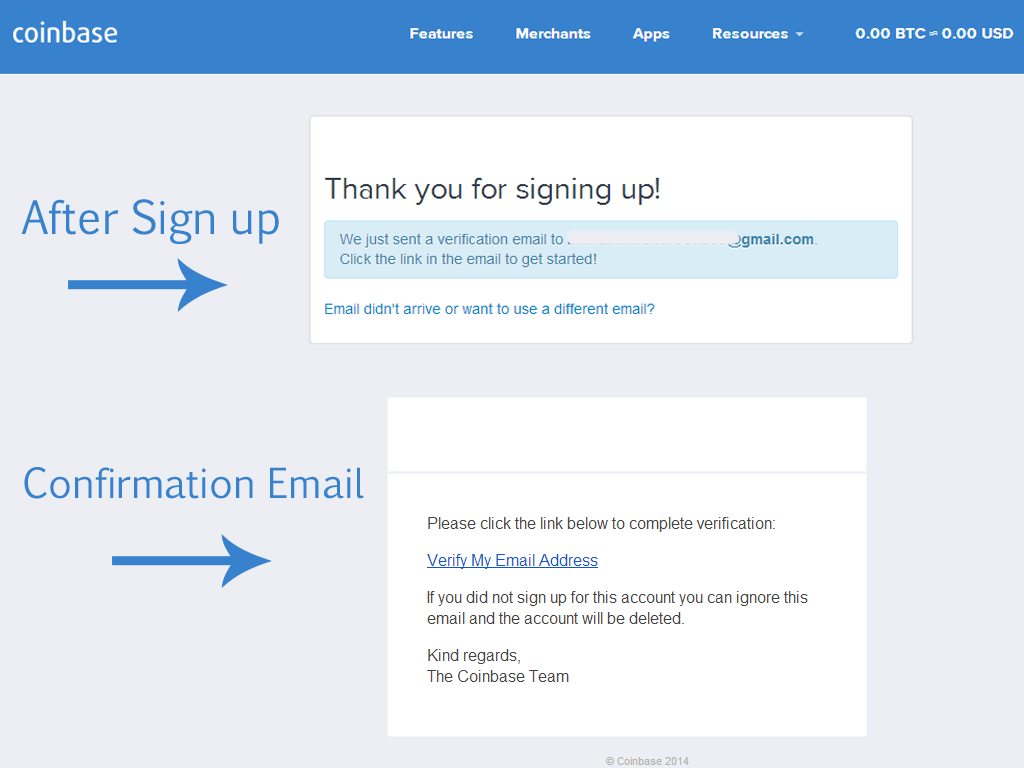 coinbase
Features Merchants Apps Resources 0.00 BTC ≈ 0.00 USD
Thank you for signing up!
After Sign up
We just sent a verification email to @gmail.com.
Click the link in the email to get started!
Email didn't arrive or want to use a different email?
Confirmation Email
Please click the link below to complete verification:
Verify My Email Address
If you did not sign up for this account you can ignore this
email and the account will be deleted.
Kind regards,
The Coinbase Team
© Coinbase 2014